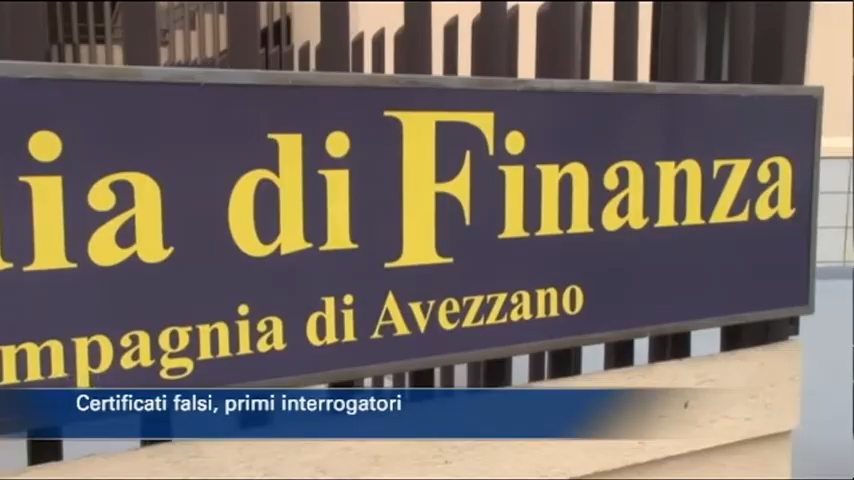 ia di Finanza
mpagnia di Avezzano
Certificati falsi, primi interrogatori